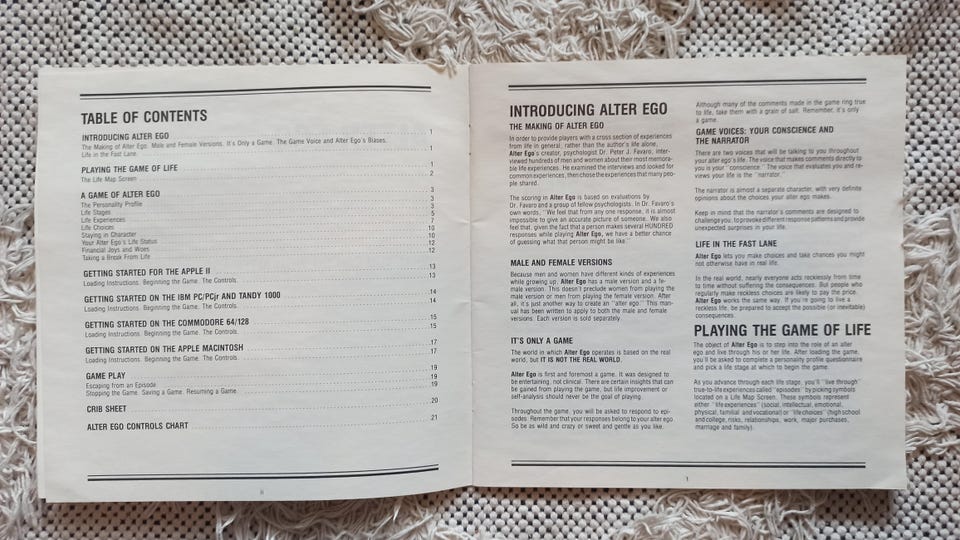 TABLE OF CONTENTS
INTRODUCING ALTER EGO 1
The Making of Alter Ego. Male and Female Versions. It's Only a Game. The Game Voice and Alter Ego's Biases.
Life in the Fast Lane. 1
PLAYING THE GAME OF LIFE 1
The Life Map Screen 2
A GAME OF ALTER EGO 3
The Personality Profile 3
Life Stages 5
Life Experiences 7
Life Choices 10
Staying in Character 10
Your Alter Ego's Life Status 12
Financial Joys and Woes 12
Taking a Break From Life
GETTING STARTED FOR THE APPLE II 13
Loading Instructions. Beginning the Game. The Controls. 13
GETTING STARTED ON THE IBM PC/PCjr AND TANDY 1000 14
Loading Instructions. Beginning the Game. The Controls. 14
GETTING STARTED ON THE COMMODORE 64/128 15
Loading Instructions. Beginning the Game. The Controls. 15
GETTING STARTED ON THE APPLE MACINTOSH 17
Loading Instructions. Beginning the Game. The Controls. 17
GAME PLAY 19
Escaping from an Episode 19
Stopping the Game. Saving a Game. Resuming a Game. 19
CRIB SHEET 20
ALTER EGO CONTROLS CHART 21
ii
INTRODUCING ALTER EGO
THE MAKING OF ALTER EGO
In order to provide players with a cross section of experiences
from life in general, rather than the author's life alone,
Alter Ego's creator, psychologist Dr. Peter J. Favaro, inter-
viewed hundreds of men and women about their most memora-
ble life experiences. He examined the interviews and looked for
common experiences, then chose the experiences that many peo-
ple shared.
The scoring in Alter Ego is based on evaluations by
Dr. Favaro and a group of fellow psychologists. In Dr. Favaro's
own words, "We feel that from any one response, it is almost
impossible to give an accurate picture of someone. We also
feel that, given the fact that a person makes several HUNDRED
responses while playing Alter Ego, we have a better chance
of guessing what that person might be like."
MALE AND FEMALE VERSIONS
Because men and women have different kinds of experiences
while growing up, Alter Ego has a male version and a fe-
male version. This doesn't preclude women from playing the
male version or men from playing the female version. After
all, it's just another way to create an "alter ego." This man-
ual has been written to apply to both the male and female
versions. Each version is sold separately.
IT'S ONLY A GAME
The world in which Alter Ego operates is based on the real
world, but IT IS NOT THE REAL WORLD.
Alter Ego is first and foremost a game. It was designed to
be entertaining, not clinical. There are certain insights that can
be gained from playing the game, but life improvement or
self-analysis should never be the goal of playing.
Throughout the game, you will be asked to respond to epi-
sodes. Remember that your responses belong to your alter ego.
So be as wild and crazy or sweet and gentle as you like.
Although many of the comments made in the game ring true
to life, take them with a grain of salt. Remember, it's only
a game.
GAME VOICES: YOUR CONSCIENCE AND
THE NARRATOR
There are two voices that will be talking to you throughout
your alter ego's life. The voice that makes comments directly to
you is your "conscience." The voice that evaluates you and re-
views your life is the "narrator."
The narrator is almost a separate character, with very definite
opinions about the choices your alter ego makes.
Keep in mind that the narrator's comments are designed to
challenge you, to provoke different response patterns and provide
unexpected surprises in your life.
LIFE IN THE FAST LANE
Alter Ego lets you make choices and take chances you might
not otherwise have in real life.
In the real world, nearly everyone acts recklessly from time
to time without suffering the consequences. But people who
regularly make reckless choices are likely to pay the price.
Alter Ego works the same way. If you're going to live a
reckless life, be prepared to accept the possible (or inevitable)
consequences.
PLAYING THE GAME OF LIFE
The object of Alter Ego is to step into the role of an alter
ego and live through his or her life. After loading the game,
you'll be asked to complete a personality profile questionnaire
and pick a life stage at which to begin the game.
As you advance through each life stage, you'll "live through"
true-to-life experiences called "episodes" by picking symbols
located on a Life Map Screen. These symbols represent
either "life experiences" (social, intellectual, emotional,
physical, familial and vocational) or "life choices" (high school
and college, risks, relationships, work, major purchases,
marriage and family).
1